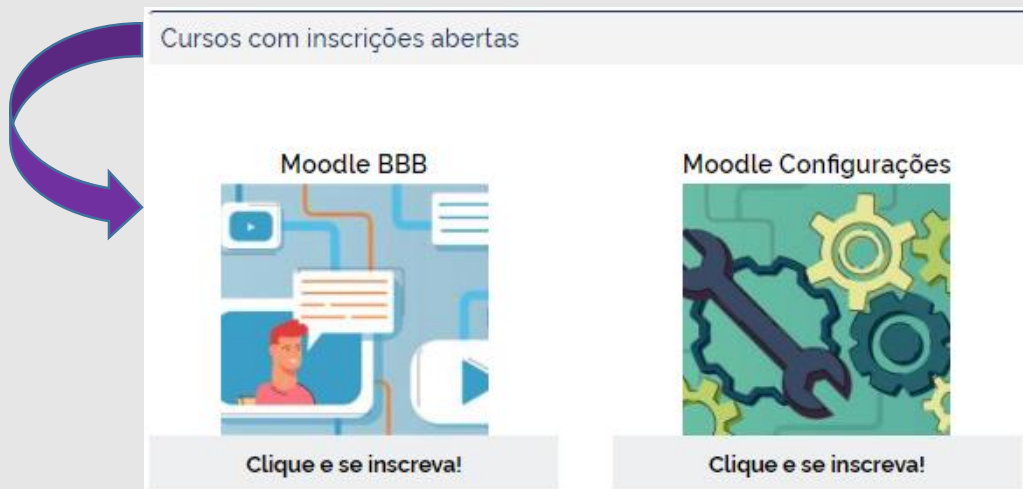 Cursos com inscrições abertas
Moodle BBB
Moodle Configurações
Clique e se inscreva!
Clique e se inscreva!